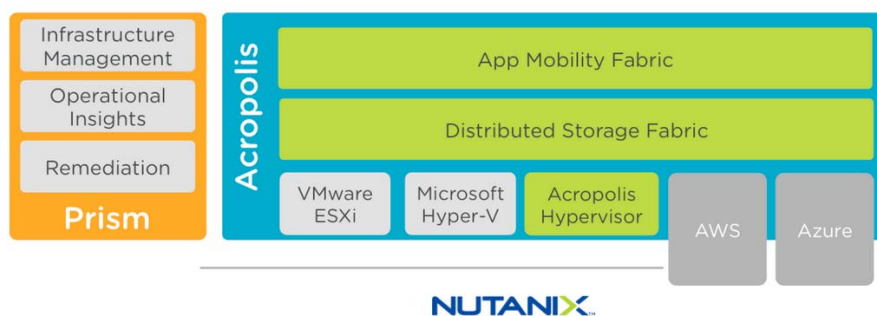 Infrastructure
Management
Operational
Insights
Remediation
Prism
Acropolis
App Mobility Fabric
Distributed Storage Fabric
VMware
ESXi
Microsoft
Hyper-V
Acropolis
Hypervisor
AWS
Azure
NUTANIX™